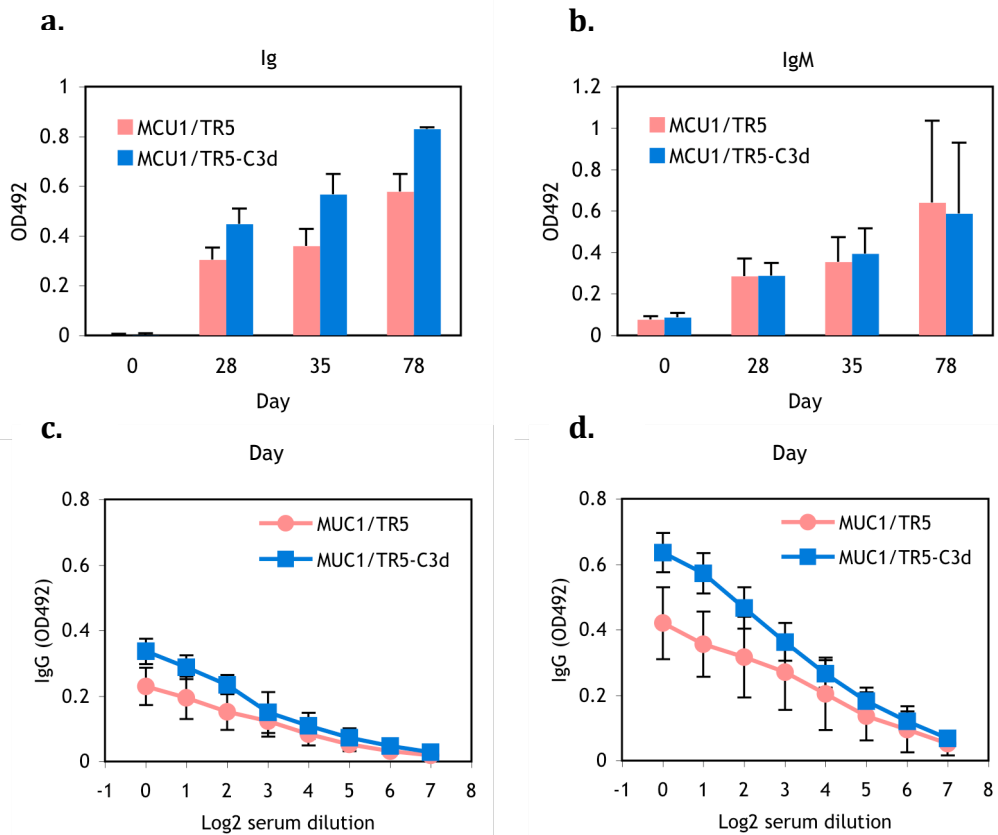 a.
Ig
1
0.8
0.6
0.4
0.2
0
OD492
MCU1/TR5
MCU1/TR5-C3d
0 28 35 78
Day
b.
IgM
1.2
1
0.8
0.6
0.4
0.2
0
OD492
MCU1/TR5
MCU1/TR5-C3d
0 28 35 78
Day
c.
Day
0.8
0.6
0.4
0.2
0
IgG (OD492)
MUC1/TR5
MUC1/TR5-C3d
-1 0 1 2 3 4 5 6 7 8
Log2 serum dilution
d.
Day
0.8
0.6
0.4
0.2
0
IgG (OD492)
MUC1/TR5
MUC1/TR5-C3d
-1 0 1 2 3 4 5 6 7 8
Log2 serum dilution